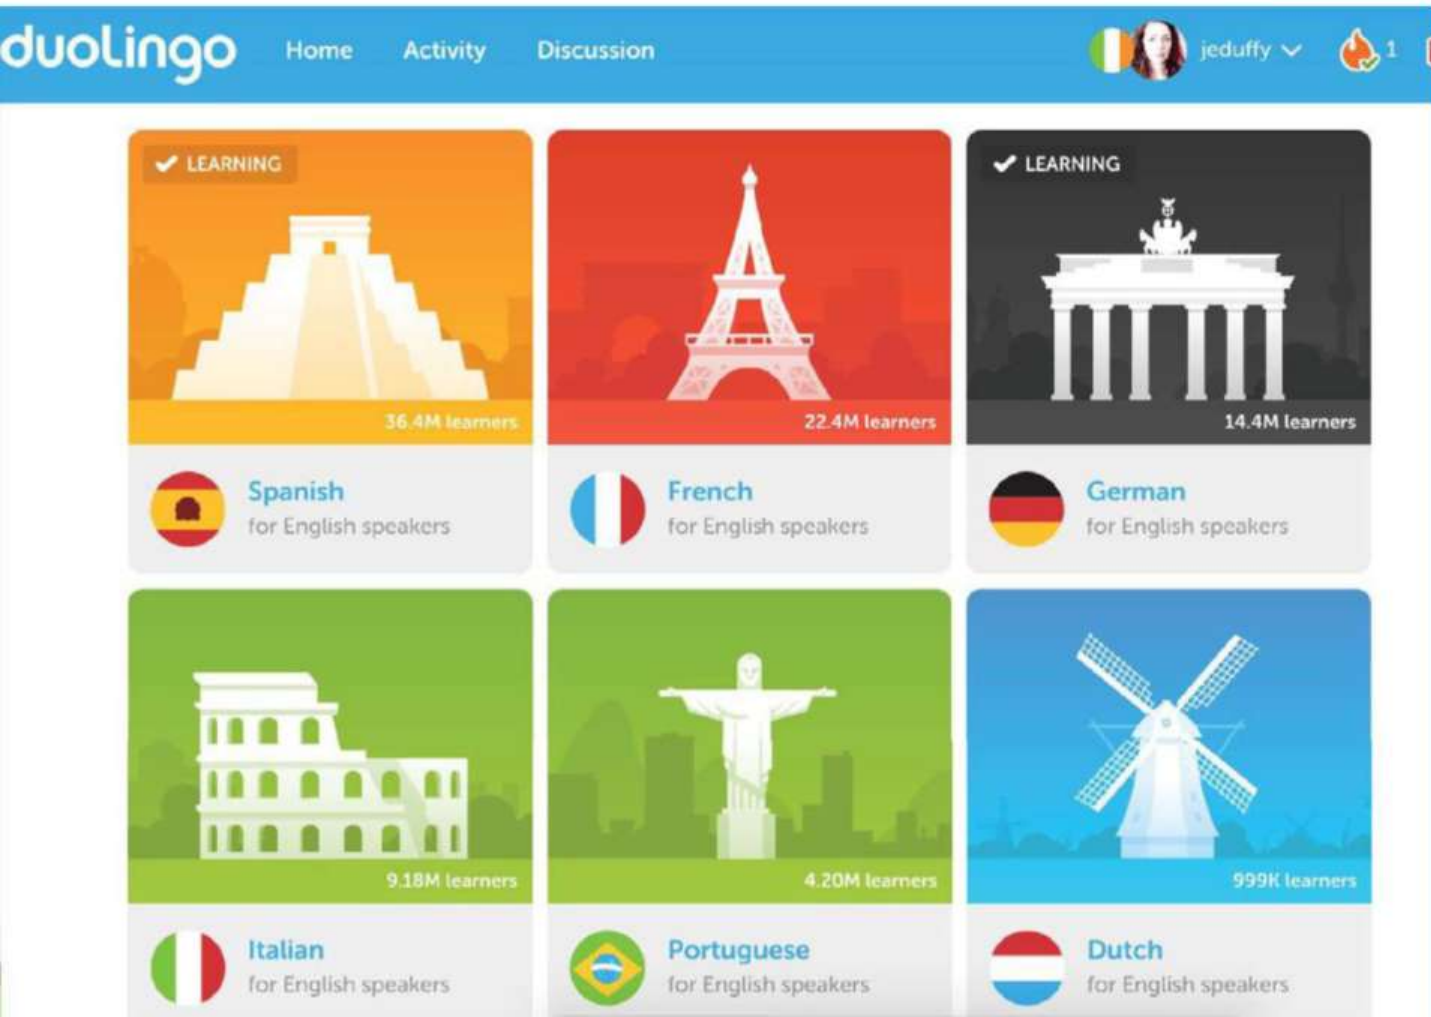 duolingo Home Activity Discussion jeduffy 1
LEARNING
36.4M learners
Spanish
for English speakers
22.4M learners
French
for English speakers
LEARNING
14.4M learners
German
for English speakers
9.18M learners
Italian
for English speakers
4.20M learners
Portuguese
for English speakers
999K learners
Dutch
for English speakers